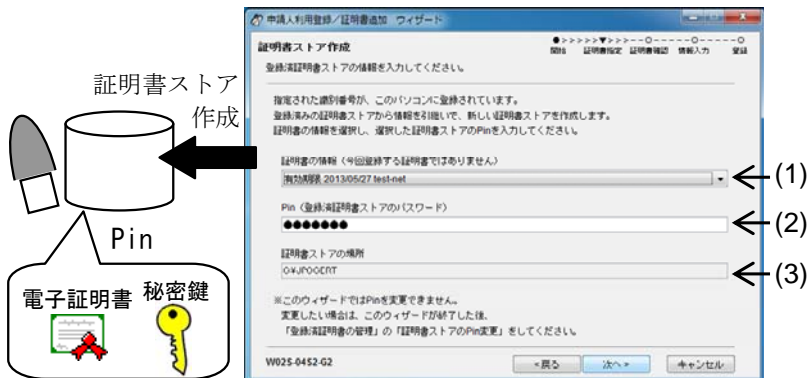 申請人利用登録／証明書追加 ウィザード
証明書ストア作成
●>>>>>▼>>>--○-----○-----○
開始 証明書指定 証明書確認 情報入力 登録
登録済証明書ストアの情報を入力してください。
指定された識別番号が、このパソコンに登録されています。
登録済みの証明書ストアから情報を引継いで、新しい証明書ストアを作成します。
証明書の情報を選択し、選択した証明書ストアのPinを入力してください。
証明書の情報（今回登録する証明書ではありません）
有効期限 2013/05/27 test-net
(1)
Pin（登録済証明書ストアのパスワード）
●●●●●●●
(2)
証明書ストアの場所
C:¥JPOCERT
(3)
※このウィザードではPinを変更できません。
変更したい場合は、このウィザードが終了した後、
「登録済証明書の管理」の「証明書ストアのPin変更」をしてください。
W025-0452-G2
<戻る 次へ> キャンセル
証明書ストア
作成
Pin
電子証明書 秘密鍵